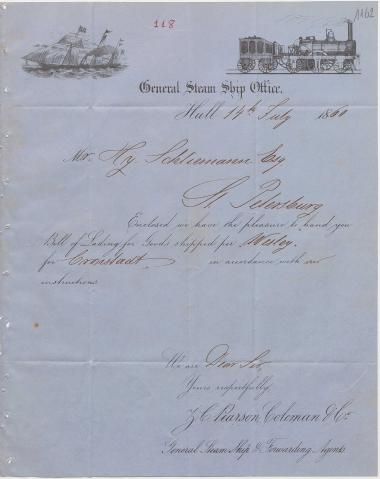 118
1162
General Steam Ship Office.
Hull 14th July 1860
Mr. Hy Schliemann Esq
St Petersburg
Enclosed we have the pleasure to hand you
Bill of Lading for Goods shipped per Wesley.
for Cronstadt, in accordance with our
instructions
We are Dear Sir,
Yours respectfully,
Z. C. Pearson, Coleman & Co
General Steam Ship & Forwarding Agents.